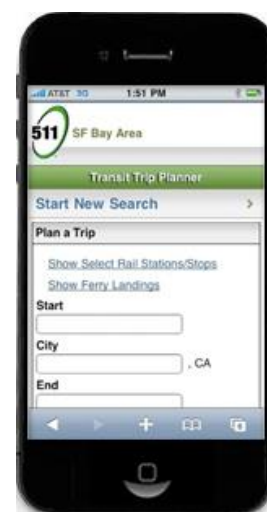 AT&T 3G 1:51 PM
511 SF Bay Area
Transit Trip Planner
Start New Search >
Plan a Trip
Show Select Rail Stations/Stops
Show Ferry Landings
Start
City
, CA
End